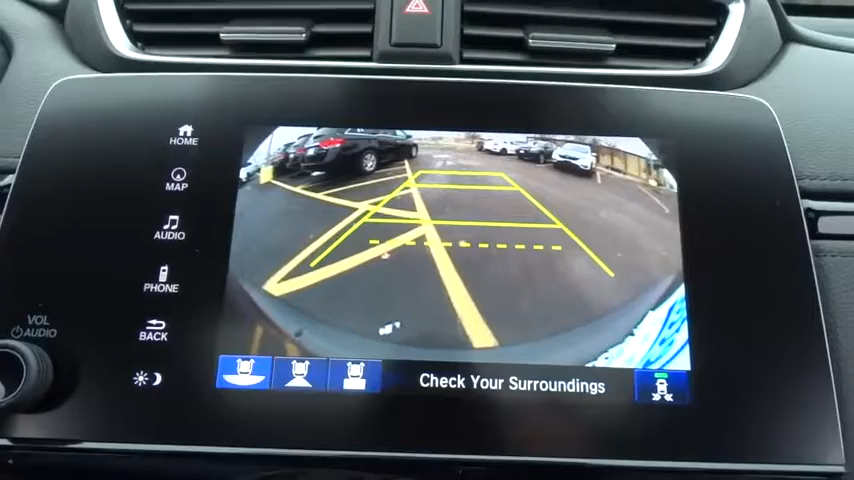 HOME
MAP
AUDIO
PHONE
VOL
AUDIO
BACK
Check Your Surroundings